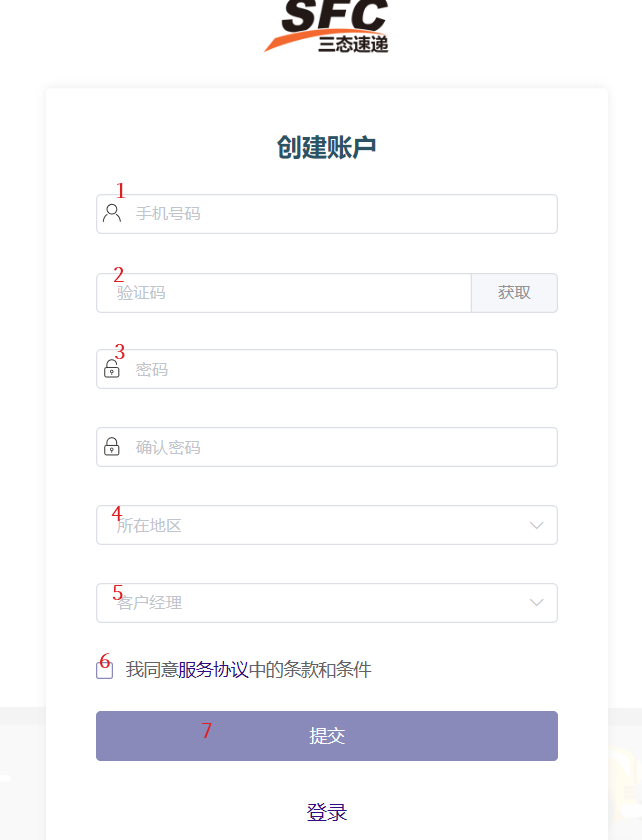 SFC
三态速递
创建账户
1
手机号码
2
验证码 获取
3
密码
确认密码
4
所在地区
5
客户经理
6
我同意服务协议中的条款和条件
7 提交
登录